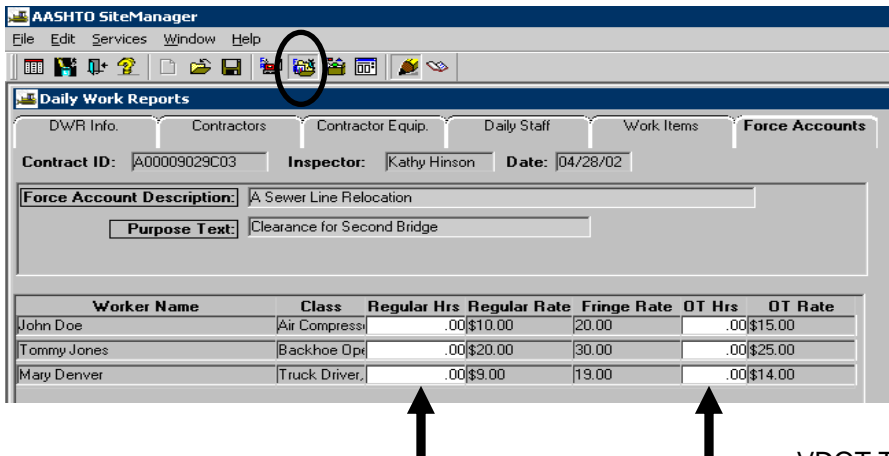 AASHTO SiteManager
File Edit Services Window Help
Daily Work Reports
DWR Info. Contractors Contractor Equip. Daily Staff Work Items Force Accounts
Contract ID: A00009029C03 Inspector: Kathy Hinson Date: 04/28/02
Force Account Description: A Sewer Line Relocation
Purpose Text: Clearance for Second Bridge
Worker Name Class Regular Hrs Regular Rate Fringe Rate OT Hrs OT Rate
John Doe Air Compress .00 $10.00 20.00 .00 $15.00
Tommy Jones Backhoe Ope .00 $20.00 30.00 .00 $25.00
Mary Denver Truck Driver, .00 $9.00 19.00 .00 $14.00